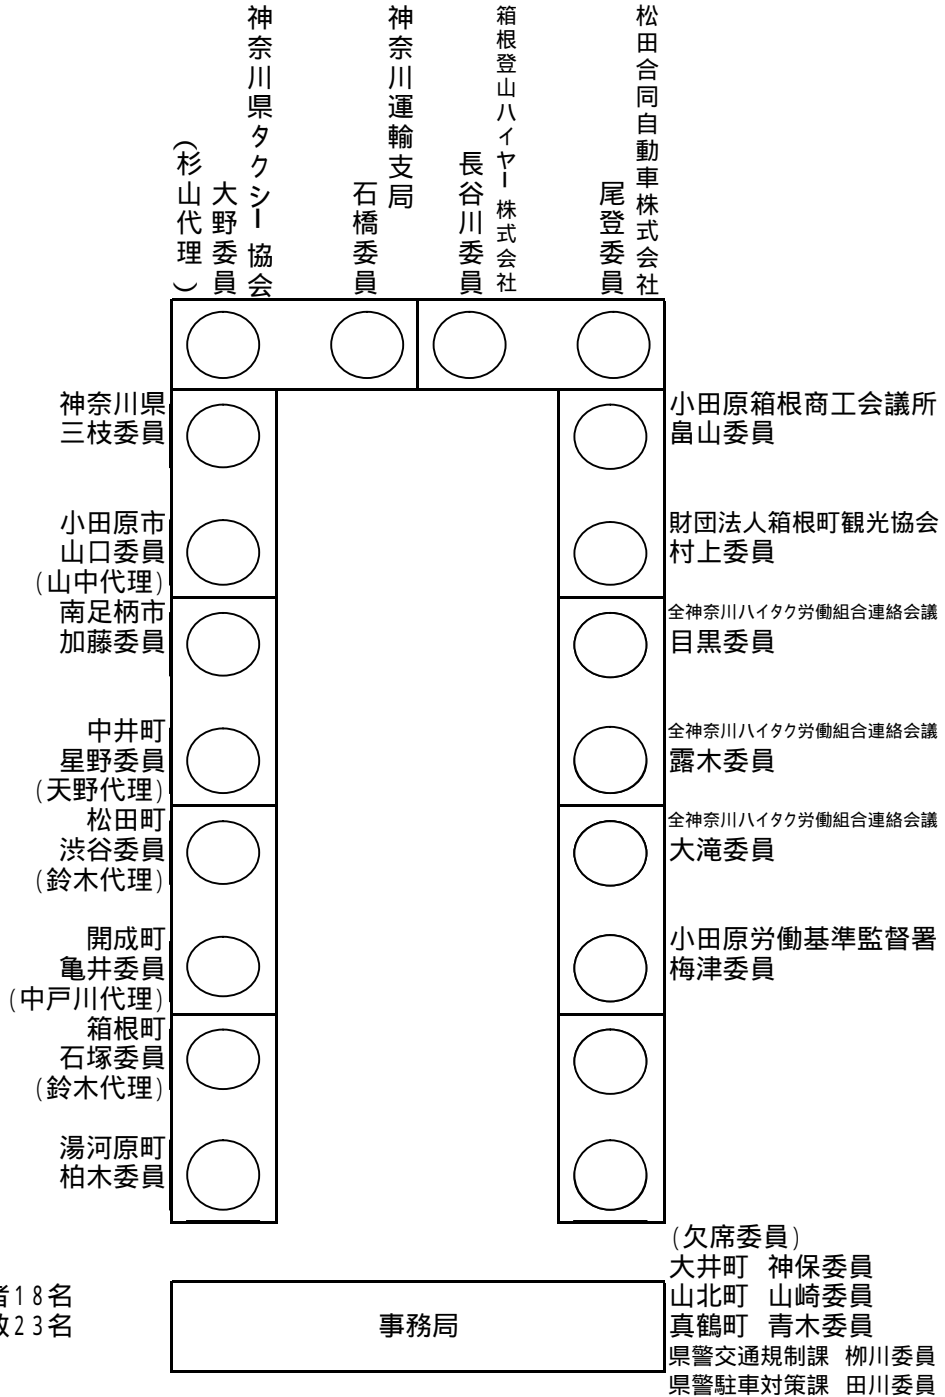 神奈川県タクシー協会
大野委員
(杉山代理)
神奈川運輸支局
石橋委員
箱根登山ハイヤー株式会社
長谷川委員
松田合同自動車株式会社
尾登委員
神奈川県
三枝委員
小田原市
山口委員
(山中代理)
南足柄市
加藤委員
中井町
星野委員
(天野代理)
松田町
渋谷委員
(鈴木代理)
開成町
亀井委員
(中戸川代理)
箱根町
石塚委員
(鈴木代理)
湯河原町
柏木委員
小田原箱根商工会議所
畠山委員
財団法人箱根町観光協会
村上委員
全神奈川ハイタク労働組合連絡会議
目黒委員
全神奈川ハイタク労働組合連絡会議
露木委員
全神奈川ハイタク労働組合連絡会議
大滝委員
小田原労働基準監督署
梅津委員
(欠席委員)
大井町 神保委員
山北町 山崎委員
真鶴町 青木委員
県警交通規制課 柳川委員
県警駐車対策課 田川委員
事務局
者18名
数23名